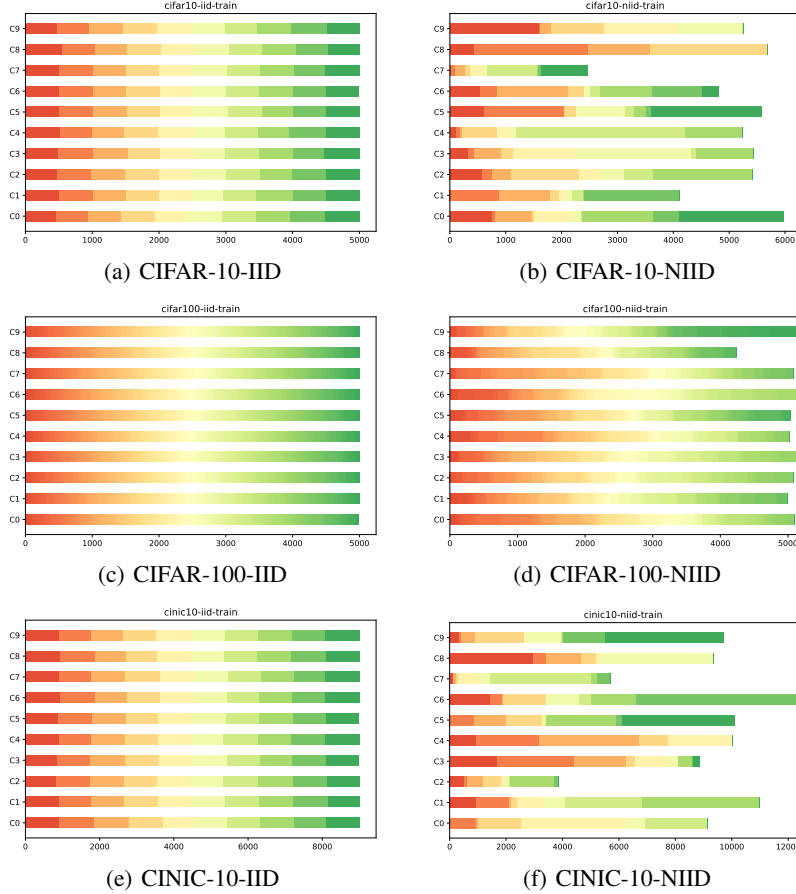 cifar10-iid-train
C9
C8
C7
C6
C5
C4
C3
C2
C1
C0
0 1000 2000 3000 4000 5000
(a) CIFAR-10-IID
cifar10-niid-train
C9
C8
C7
C6
C5
C4
C3
C2
C1
C0
0 1000 2000 3000 4000 5000 6000
(b) CIFAR-10-NIID
cifar100-iid-train
C9
C8
C7
C6
C5
C4
C3
C2
C1
C0
0 1000 2000 3000 4000 5000
(c) CIFAR-100-IID
cifar100-niid-train
C9
C8
C7
C6
C5
C4
C3
C2
C1
C0
0 1000 2000 3000 4000 5000
(d) CIFAR-100-NIID
cinic10-iid-train
C9
C8
C7
C6
C5
C4
C3
C2
C1
C0
0 2000 4000 6000 8000
(e) CINIC-10-IID
cinic10-niid-train
C9
C8
C7
C6
C5
C4
C3
C2
C1
C0
0 2000 4000 6000 8000 10000
(f) CINIC-10-NIID